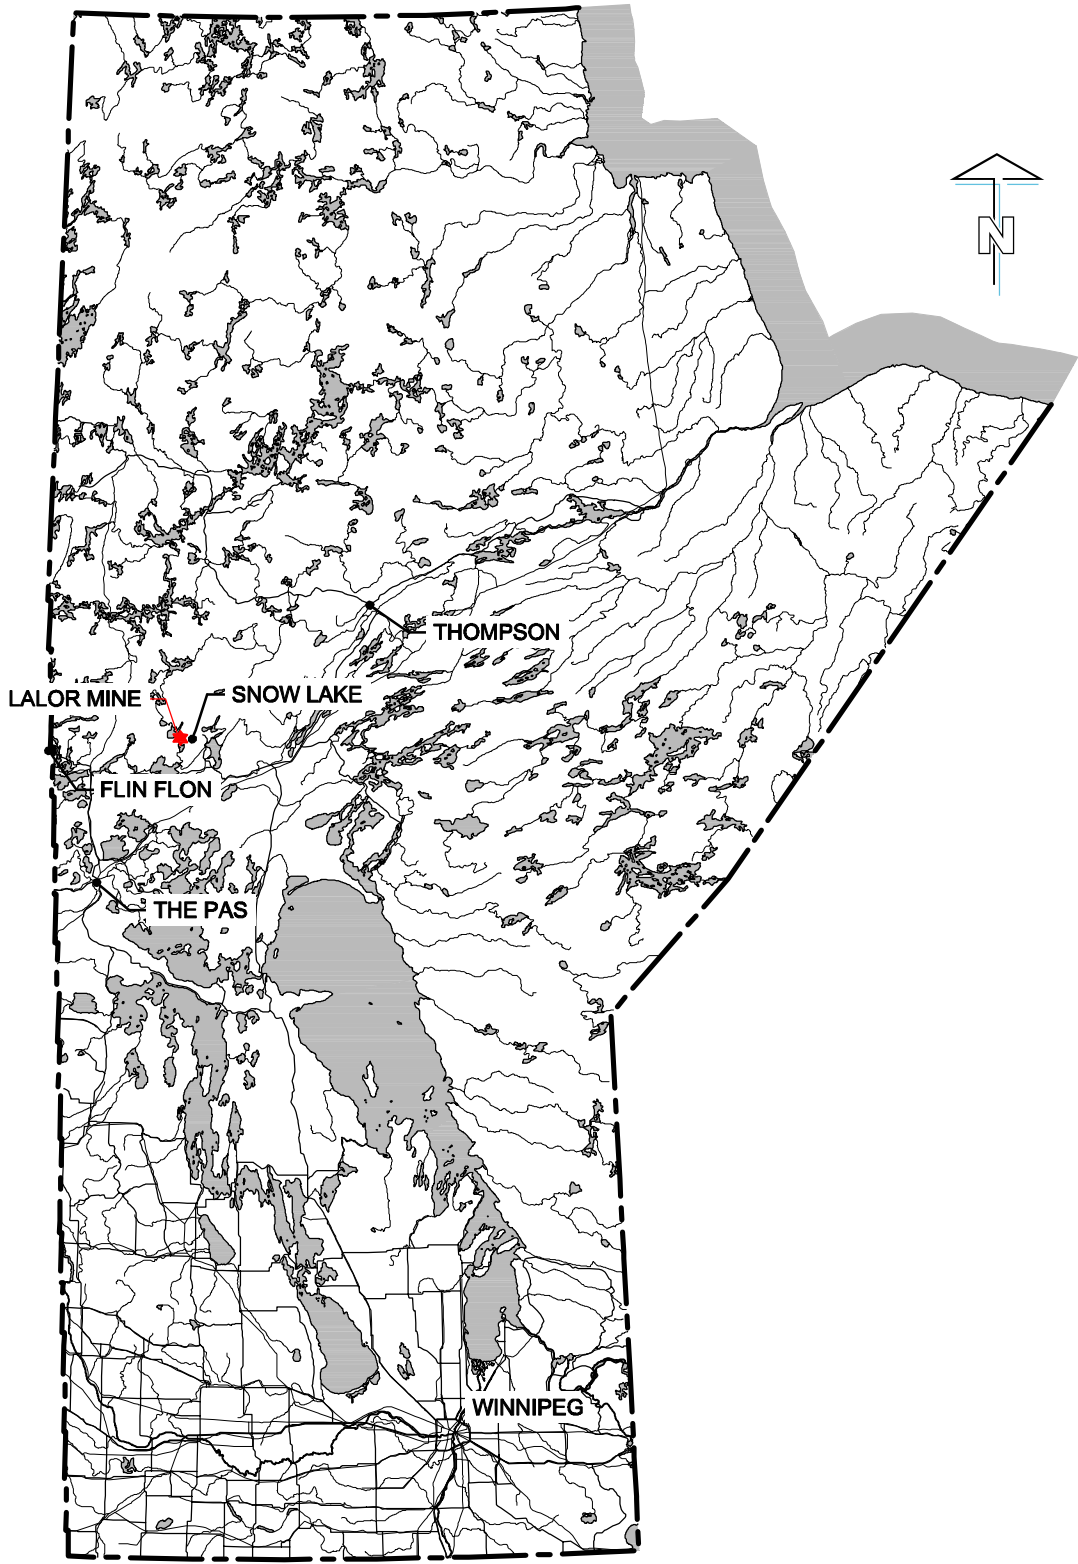 N
THOMPSON
LALOR MINE
SNOW LAKE
FLIN FLON
THE PAS
WINNIPEG